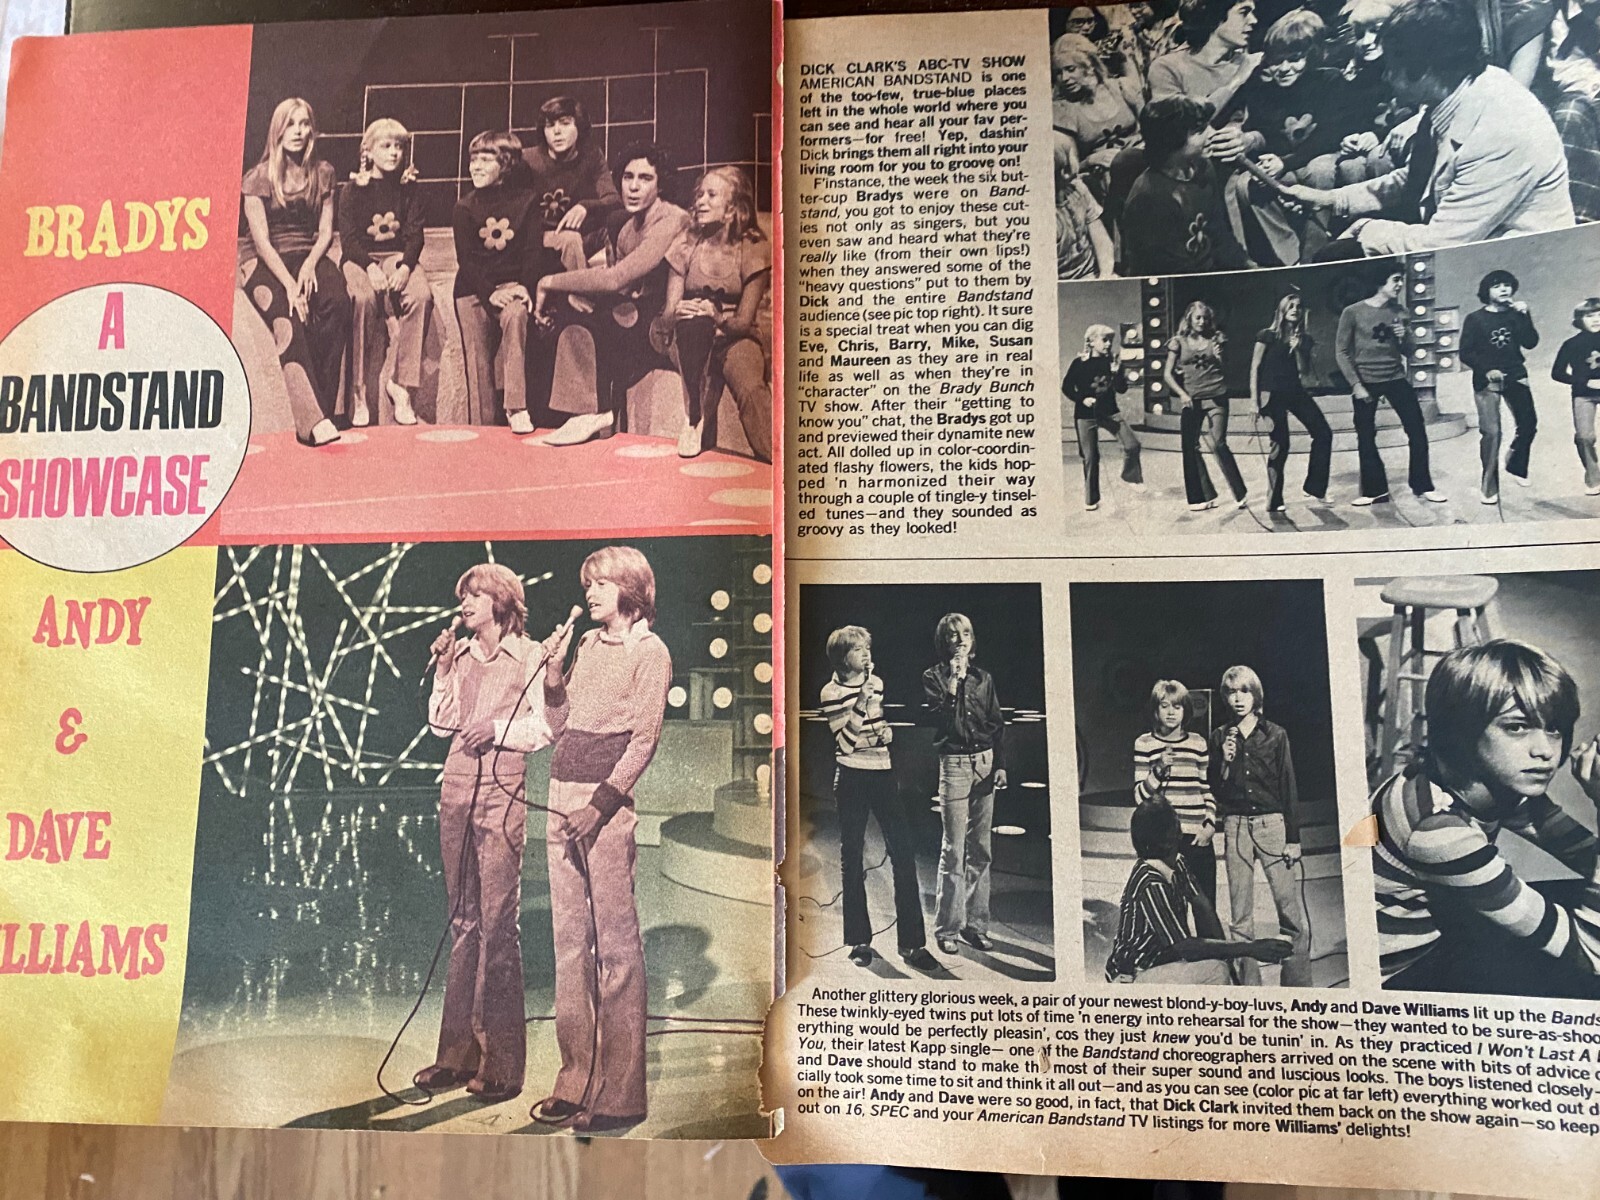 BRADYS
A
BANDSTAND
SHOWCASE
ANDY
&
DAVE
LLIAMS
DICK CLARK'S ABC-TV SHOW
AMERICAN BANDSTAND is one
of the too-few, true-blue places
left in the whole world where you
can see and hear all your fav per-
formers—for free! Yep, dashin'
Dick brings them all right into your
living room for you to groove on!
F'instance, the week the six but-
ter-cup Bradys were on Band-
stand, you got to enjoy these cut-
ies not only as singers, but you
even saw and heard what they're
really like (from their own lips!)
when they answered some of the
"heavy questions" put to them by
Dick and the entire Bandstand
audience (see pic top right). It sure
is a special treat when you can dig
Eve, Chris, Barry, Mike, Susan
and Maureen as they are in real
life as well as when they're in
"character" on the Brady Bunch
TV show. After their "getting to
know you" chat, the Bradys got up
and previewed their dynamite new
act. All dolled up in color-coordin-
ated flashy flowers, the kids hop-
ped 'n harmonized their way
through a couple of tingle-y tinsel-
ed tunes—and they sounded as
groovy as they looked!
Another glittery glorious week, a pair of your newest blond-y-boy-luvs, Andy and Dave Williams lit up the Bands
These twinkly-eyed twins put lots of time 'n energy into rehearsal for the show—they wanted to be sure-as-shoo
erything would be perfectly pleasin', cos they just knew you'd be tunin' in. As they practiced I Won't Last A
You, their latest Kapp single— one of the Bandstand choreographers arrived on the scene with bits of advice
and Dave should stand to make th most of their super sound and luscious looks. The boys listened closely—
cially took some time to sit and think it all out—and as you can see (color pic at far left) everything worked out
on the air! Andy and Dave were so good, in fact, that Dick Clark invited them back on the show again—so keep
out on 16, SPEC and your American Bandstand TV listings for more Williams' delights!